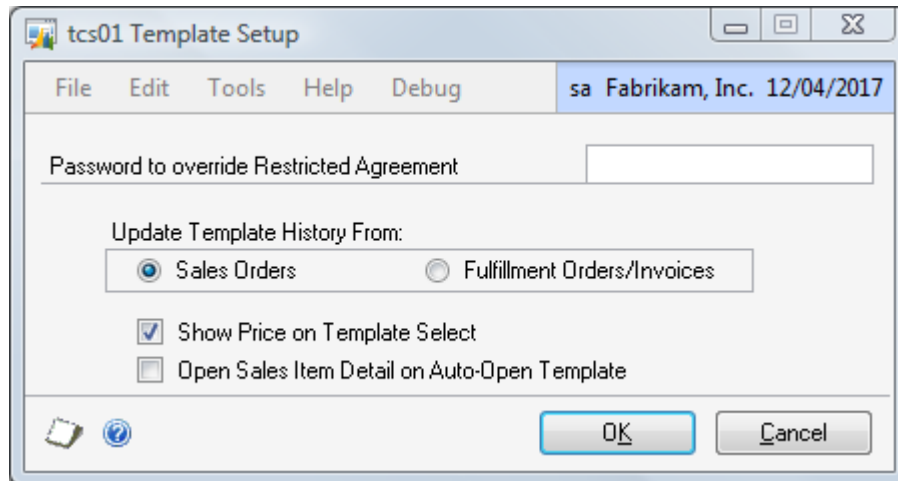 tcs01 Template Setup
File Edit Tools Help Debug sa Fabrikam, Inc. 12/04/2017
Password to override Restricted Agreement
Update Template History From:
Sales Orders Fulfillment Orders/Invoices
Show Price on Template Select
Open Sales Item Detail on Auto-Open Template
OK Cancel